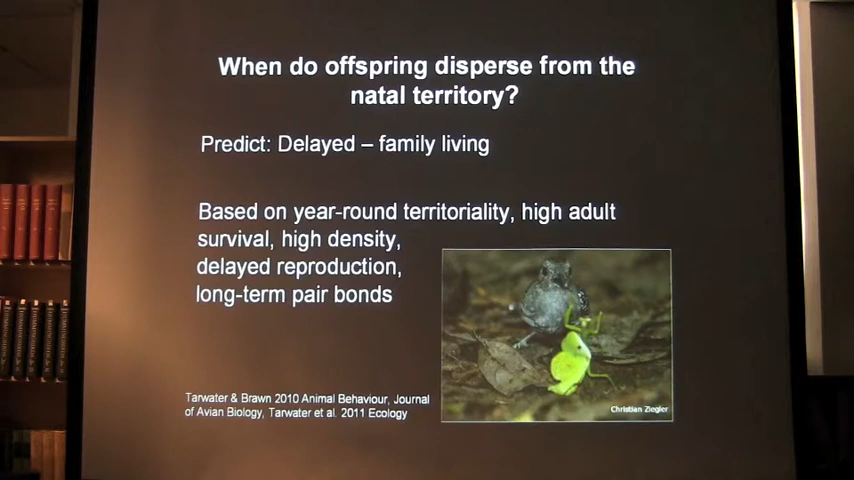 When do offspring disperse from the
natal territory?
Predict: Delayed – family living
Based on year-round territoriality, high adult
survival, high density,
delayed reproduction,
long-term pair bonds
Tarwater & Brawn 2010 Animal Behaviour, Journal
of Avian Biology, Tarwater et al. 2011 Ecology
Christian Ziegler